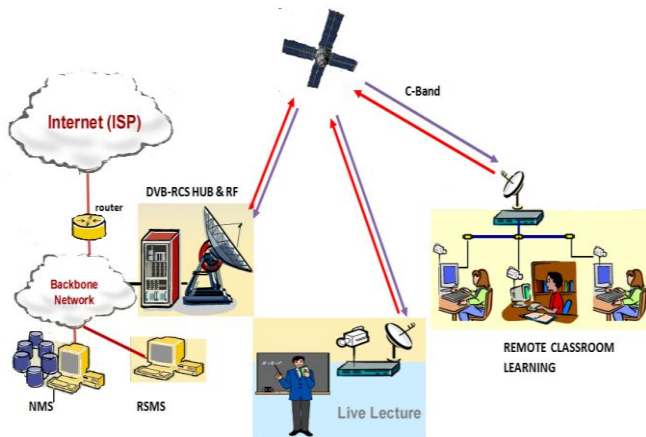 C-Band
Internet (ISP)
DVB-RCS HUB & RF
router
Backbone
Network
REMOTE CLASSROOM
LEARNING
Live Lecture
NMS
RSMS